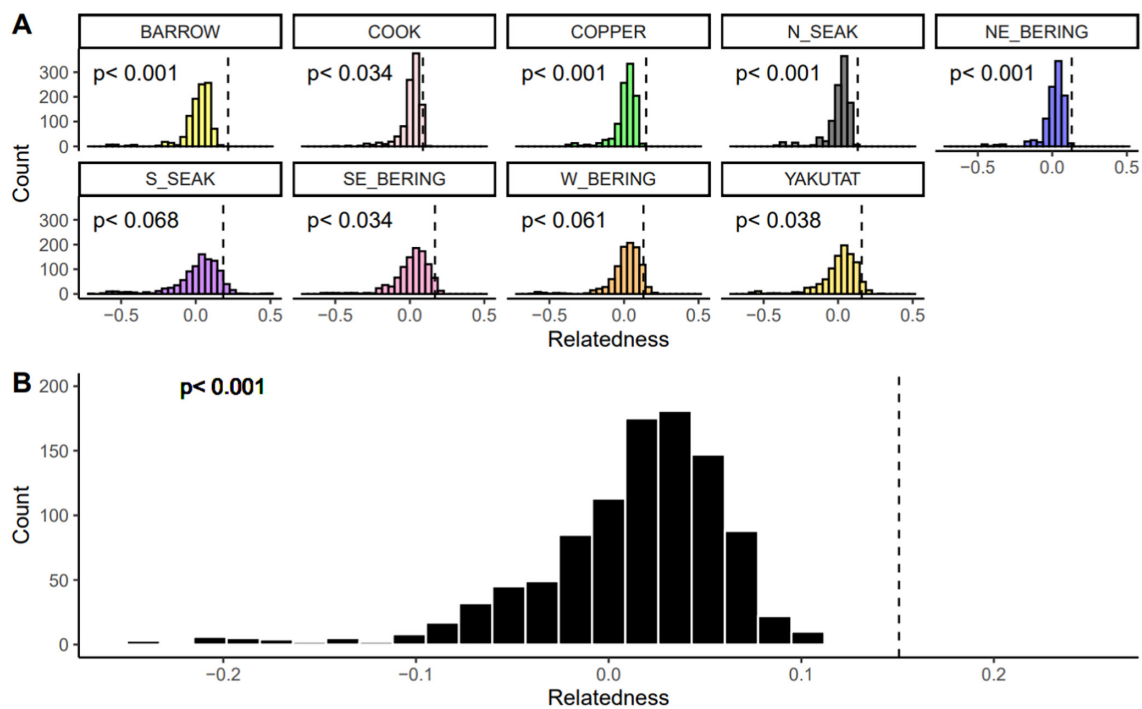 A
BARROW
COOK
COPPER
N_SEAK
NE_BERING
p< 0.001
p< 0.034
p< 0.001
p< 0.001
p< 0.001
300
200
100
0
−0.5 0.0 0.5
S_SEAK
SE_BERING
W_BERING
YAKUTAT
p< 0.068
p< 0.034
p< 0.061
p< 0.038
300
200
100
0
−0.5 0.0 0.5
−0.5 0.0 0.5
−0.5 0.0 0.5
−0.5 0.0 0.5
Count
Relatedness
B
p< 0.001
200
150
100
50
0
Count
−0.2 −0.1 0.0 0.1 0.2
Relatedness